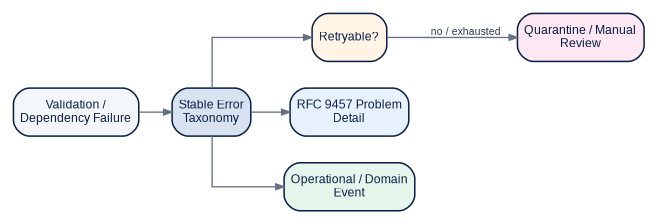 Retryable?
no / exhausted
Quarantine / Manual
Review
Validation /
Dependency Failure
Stable Error
Taxonomy
RFC 9457 Problem
Detail
Operational / Domain
Event